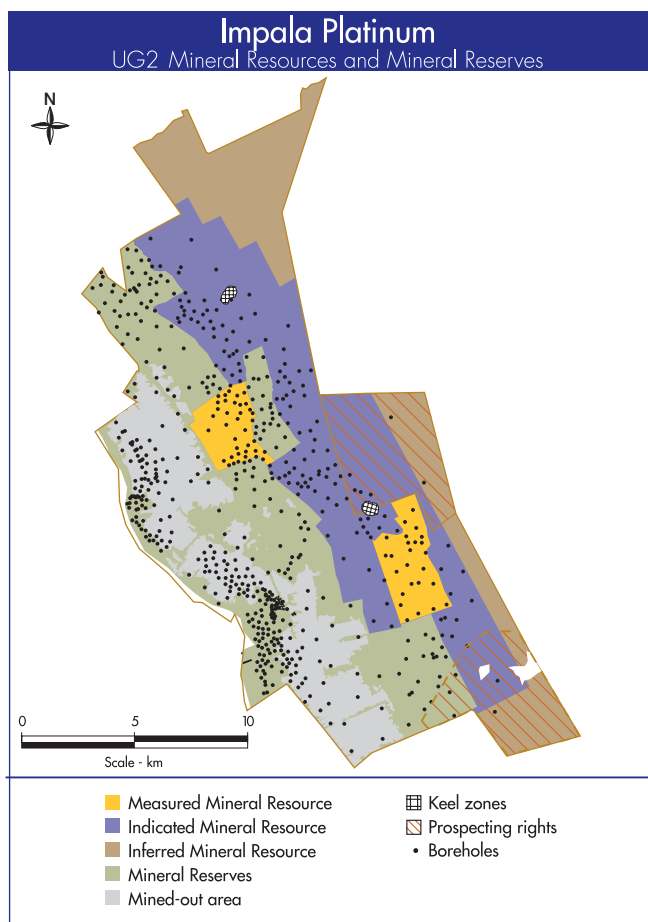 Impala Platinum
UG2 Mineral Resources and Mineral Reserves
N
0 5 10
Scale - km
Measured Mineral Resource
Indicated Mineral Resource
Inferred Mineral Resource
Mineral Reserves
Mined-out area
Keel zones
Prospecting rights
Boreholes